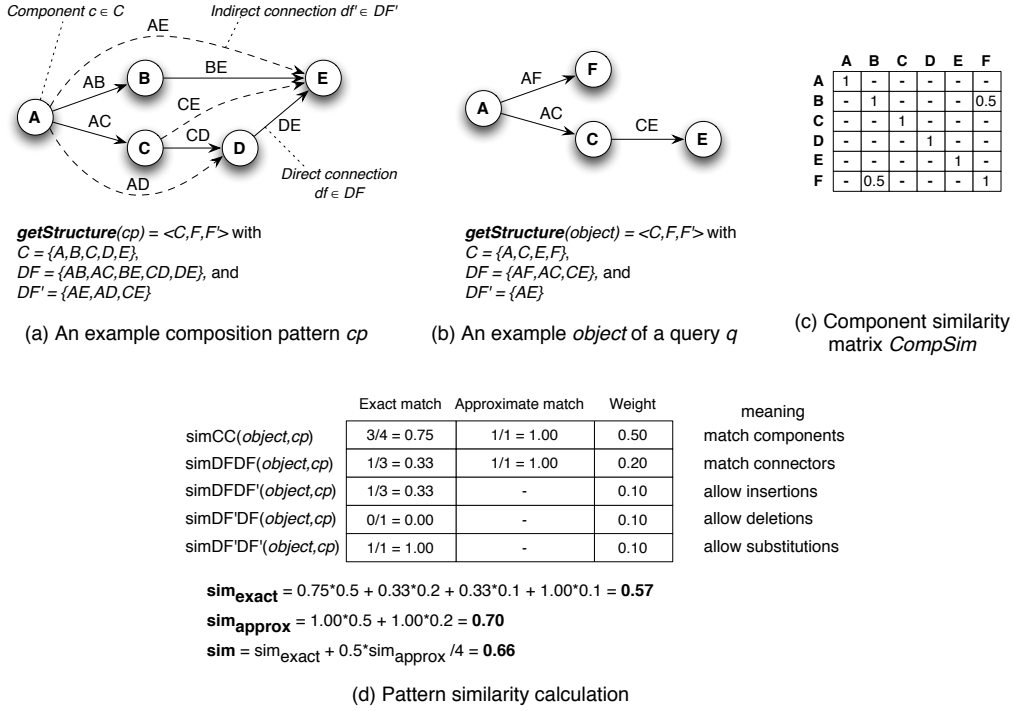 Component c ∈ C
AE
Indirect connection df' ∈ DF'
B
BE
E
AB
CE
A
AC
DE
C
CD
D
AD
Direct connection
df ∈ DF
getStructure(cp) = <C,F,F'> with
C = {A,B,C,D,E},
DF = {AB,AC,BE,CD,DE}, and
DF' = {AE,AD,CE}
(a) An example composition pattern cp
F
AF
A
AC
CE
C
E
getStructure(object) = <C,F,F'> with
C = {A,C,E,F},
DF = {AF,AC,CE}, and
DF' = {AE}
(b) An example object of a query q
A B C D E F
A 1 - - - - -
B - 1 - - - 0.5
C - - 1 - - -
D - - - 1 - -
E - - - - 1 -
F - 0.5 - - - 1
(c) Component similarity
matrix CompSim
Exact match Approximate match Weight meaning
simCC(object,cp) 3/4 = 0.75 1/1 = 1.00 0.50 match components
simDFDF(object,cp) 1/3 = 0.33 1/1 = 1.00 0.20 match connectors
simDFDF'(object,cp) 1/3 = 0.33 - 0.10 allow insertions
simDF'DF(object,cp) 0/1 = 0.00 - 0.10 allow deletions
simDF'DF'(object,cp) 1/1 = 1.00 - 0.10 allow substitutions
sim exact = 0.75*0.5 + 0.33*0.2 + 0.33*0.1 + 1.00*0.1 = 0.57
sim approx = 1.00*0.5 + 1.00*0.2 = 0.70
sim = sim exact + 0.5*sim approx /4 = 0.66
(d) Pattern similarity calculation